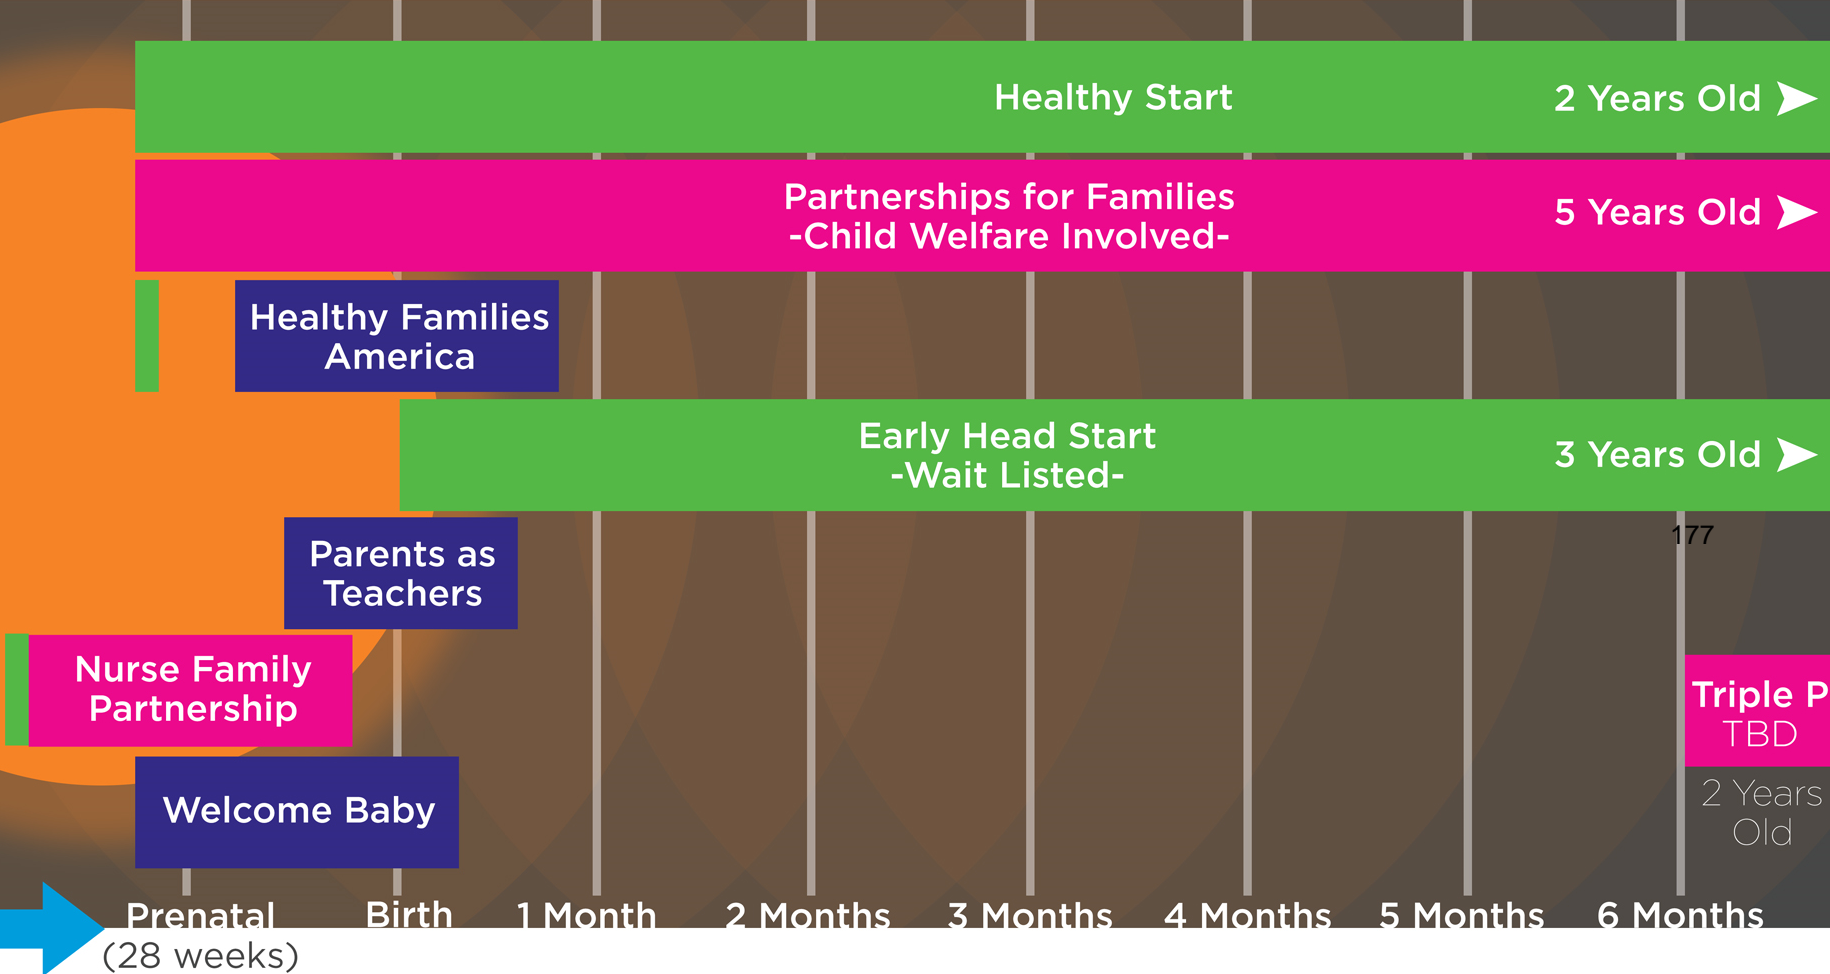 Healthy Start
2 Years Old
Partnerships for Families
-Child Welfare Involved-
5 Years Old
Healthy Families
America
Early Head Start
-Wait Listed-
3 Years Old
177
Parents as
Teachers
Nurse Family
Partnership
Triple P
TBD
2 Years
Old
Welcome Baby
Prenatal
(28 weeks)
Birth
1 Month
2 Months
3 Months
4 Months
5 Months
6 Months